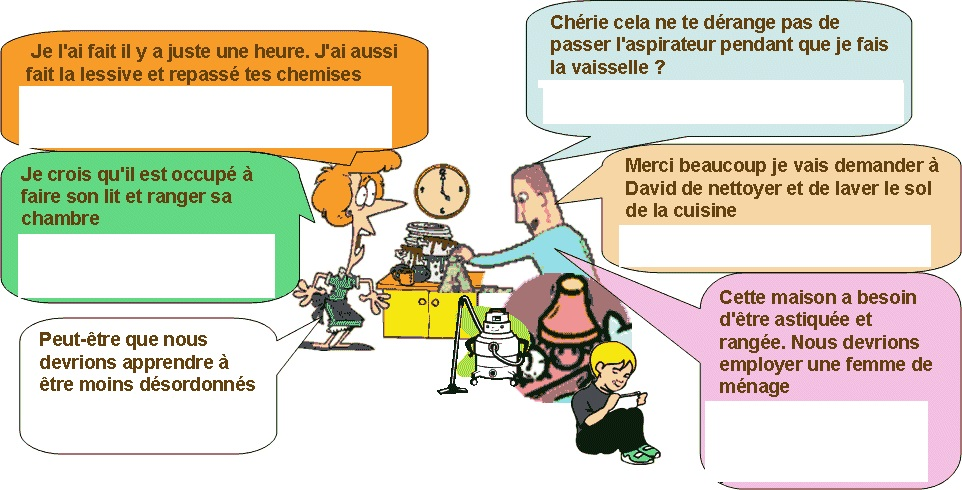 Chérie cela ne te dérange pas de
passer l'aspirateur pendant que je fais
la vaisselle ?
Je l'ai fait il y a juste une heure. J'ai aussi
fait la lessive et repassé tes chemises
Merci beaucoup je vais demander à
David de nettoyer et de laver le sol
de la cuisine
Je crois qu'il est occupé à
faire son lit et ranger sa
chambre
Cette maison a besoin
d'être astiquée et
rangée. Nous devrions
employer une femme de
ménage
Peut-être que nous
devrions apprendre à
être moins désordonnés